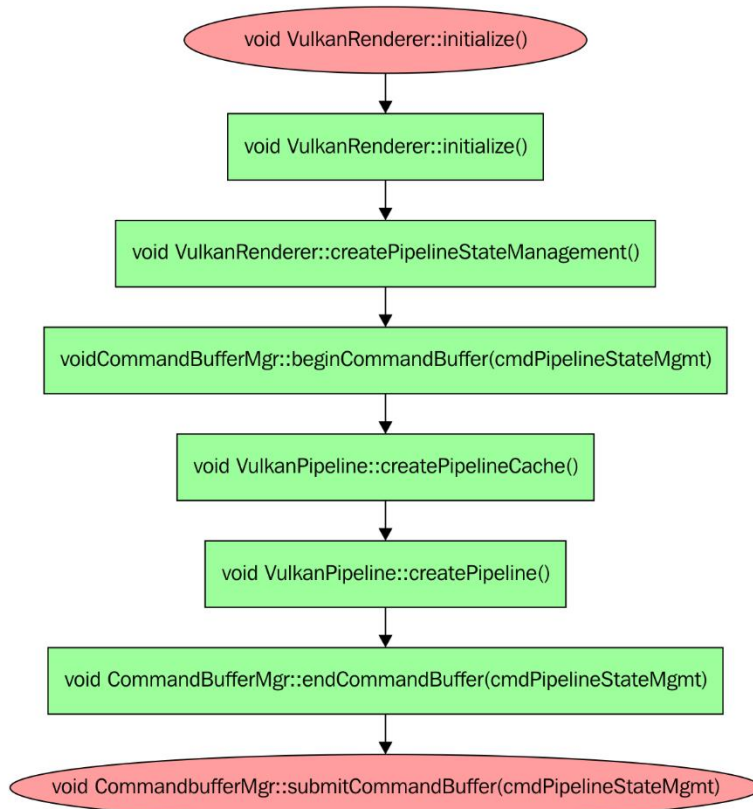 void VulkanRenderer::initialize()
void VulkanRenderer::initialize()
void VulkanRenderer::createPipelineStateManagement()
voidCommandBufferMgr::beginCommandBuffer(cmdPipelineStateMgmt)
void VulkanPipeline::createPipelineCache()
void VulkanPipeline::createPipeline()
void CommandBufferMgr::endCommandBuffer(cmdPipelineStateMgmt)
void CommandbufferMgr::submitCommandBuffer(cmdPipelineStateMgmt)